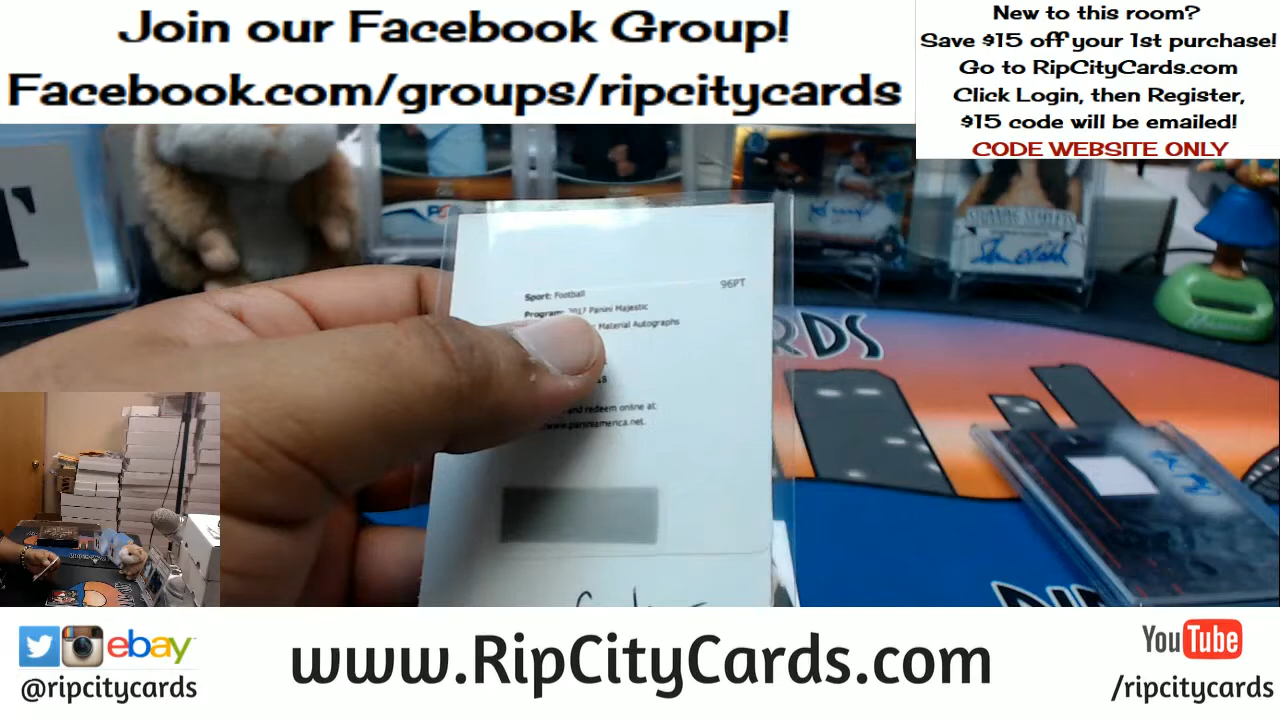 Join our Facebook Group!
Facebook.com/groups/ripcitycards
New to this room?
Save $15 off your 1st purchase!
Go to RipCityCards.com
Click Login, then Register,
$15 code will be emailed!
CODE WEBSITE ONLY
96PT
Sport: Football
Program: 2017 Panini Majestic
Material Autographs
and redeem online at:
www.paniniamerica.net.
RDS
ebay
@ripcitycards
www.RipCityCards.com
YouTube
/ripcitycards